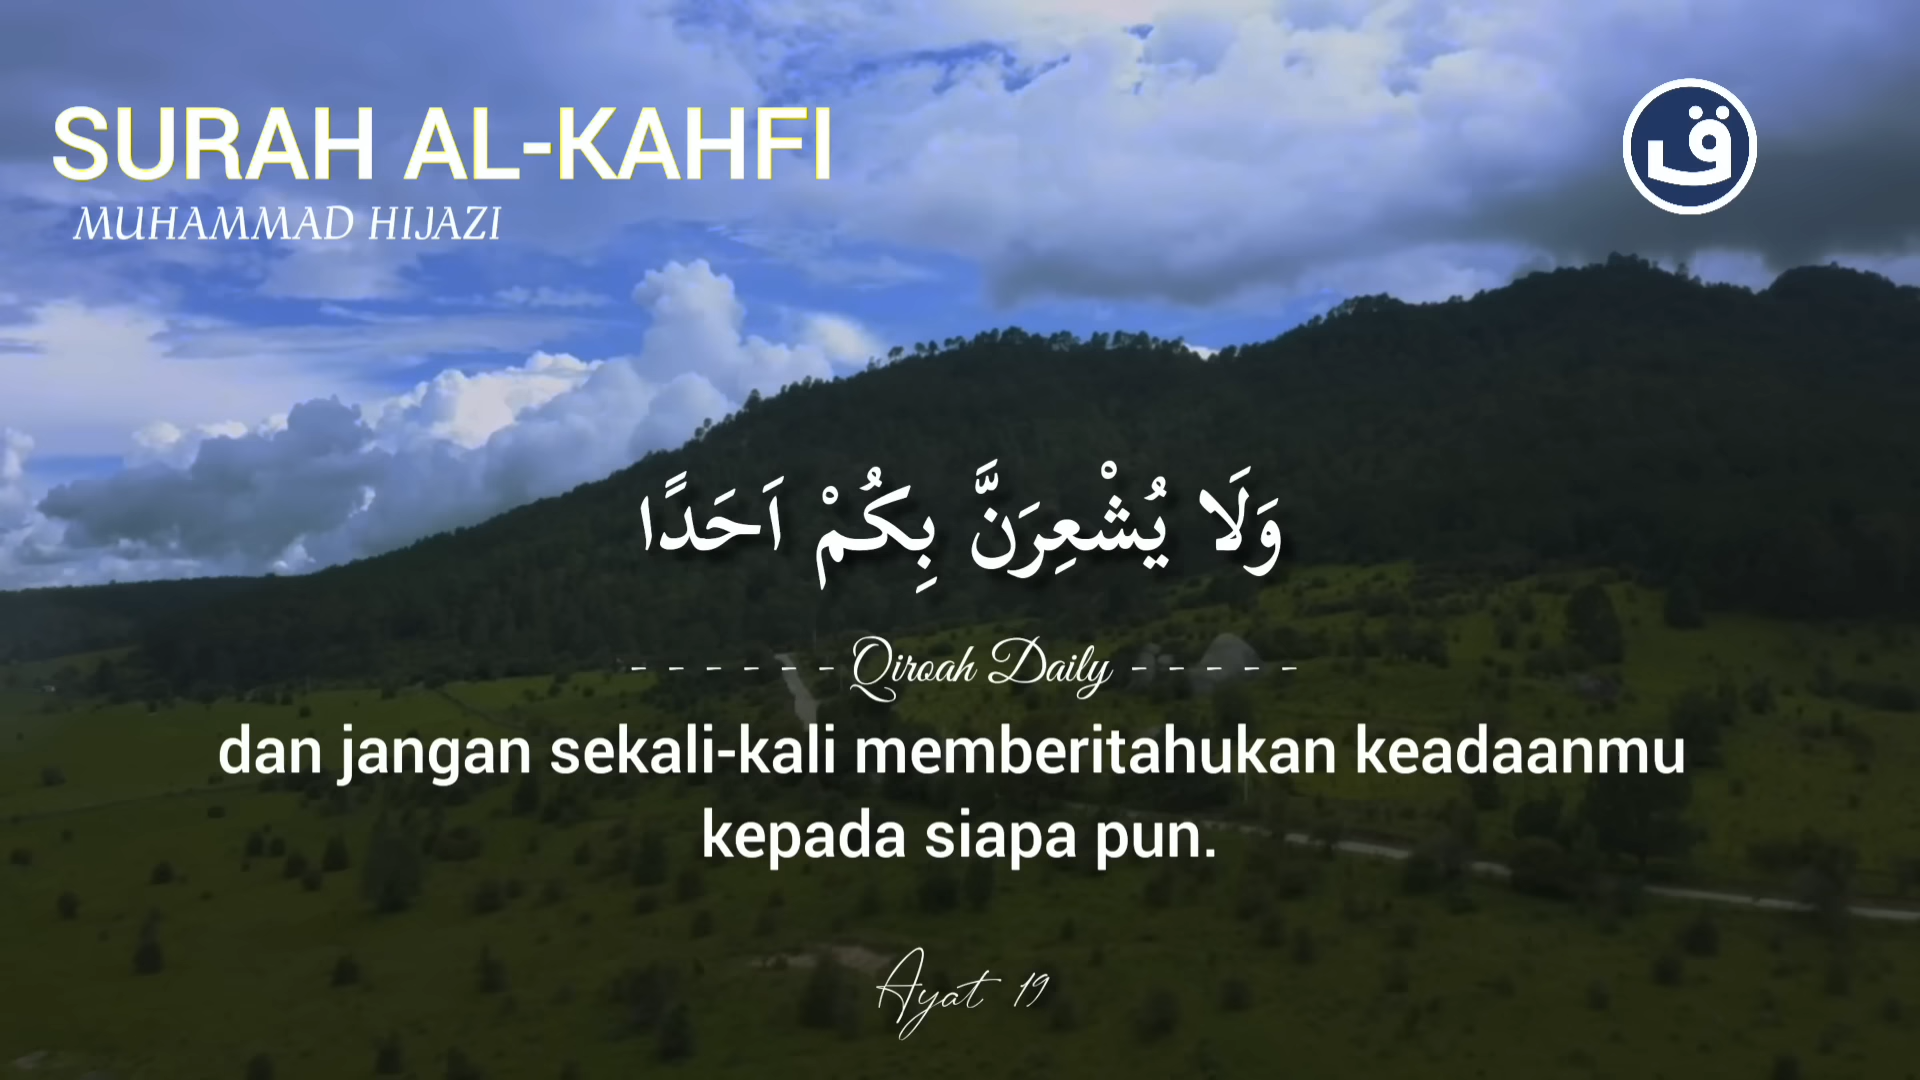 SURAH AL-KAHFI
MUHAMMAD HIJAZI
ق
وَلَا يُشْعِرَنَّ بِكُمْ اَحَدًا
- - - - - - Qiroah Daily - - - - -
dan jangan sekali-kali memberitahukan keadaanmu
kepada siapa pun.
Ayat 19